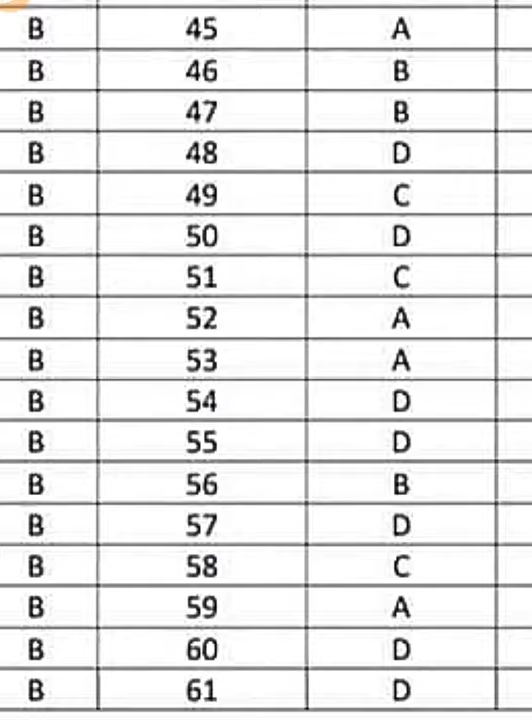 B 45 A
B 46 B
B 47 B
B 48 D
B 49 C
B 50 D
B 51 C
B 52 A
B 53 A
B 54 D
B 55 D
B 56 B
B 57 D
B 58 C
B 59 A
B 60 D
B 61 D